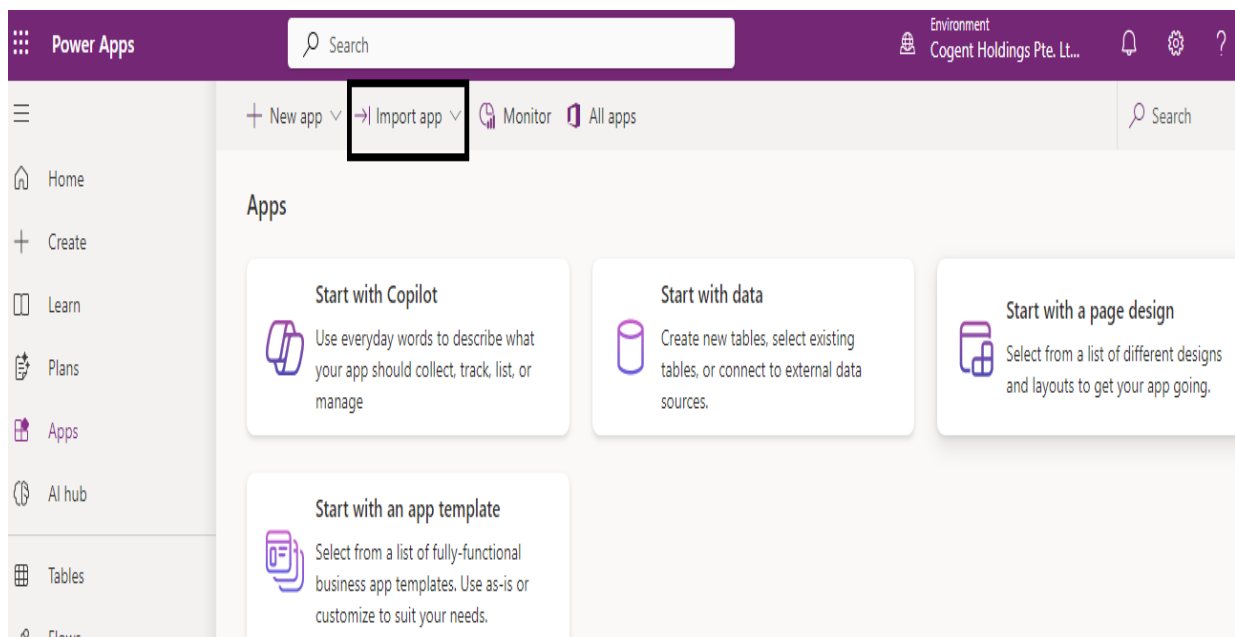 Power Apps
Search
Environment
Cogent Holdings Pte. Lt...
?
New app
Import app
Monitor
All apps
Search
Home
Create
Learn
Plans
Apps
AI hub
Tables
Flows
Apps
Start with Copilot
Use everyday words to describe what
your app should collect, track, list, or
manage
Start with data
Create new tables, select existing
tables, or connect to external data
sources.
Start with a page design
Select from a list of different designs
and layouts to get your app going.
Start with an app template
Select from a list of fully-functional
business app templates. Use as-is or
customize to suit your needs.